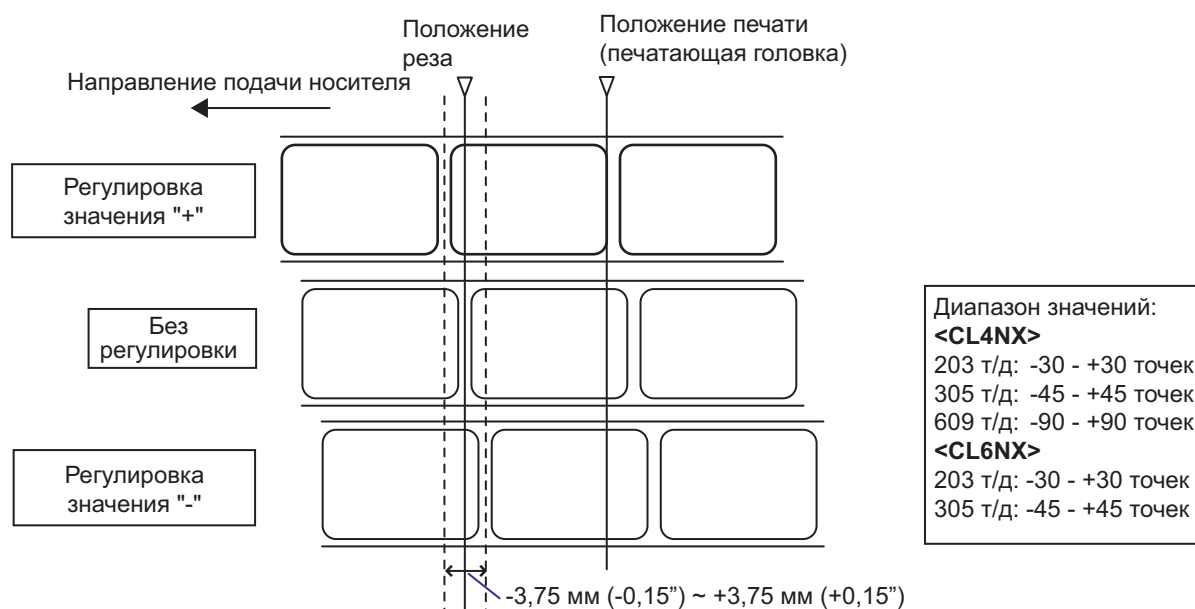 Положение
реза
Положение печати
(печатающая головка)
Направление подачи носителя
Регулировка
значения "+"
Без
регулировки
Регулировка
значения "-"
-3,75 мм (-0,15”) ~ +3,75 мм (+0,15”)
Диапазон значений:
<CL4NX>
203 т/д: -30 - +30 точек
305 т/д: -45 - +45 точек
609 т/д: -90 - +90 точек
<CL6NX>
203 т/д: -30 - +30 точек
305 т/д: -45 - +45 точек